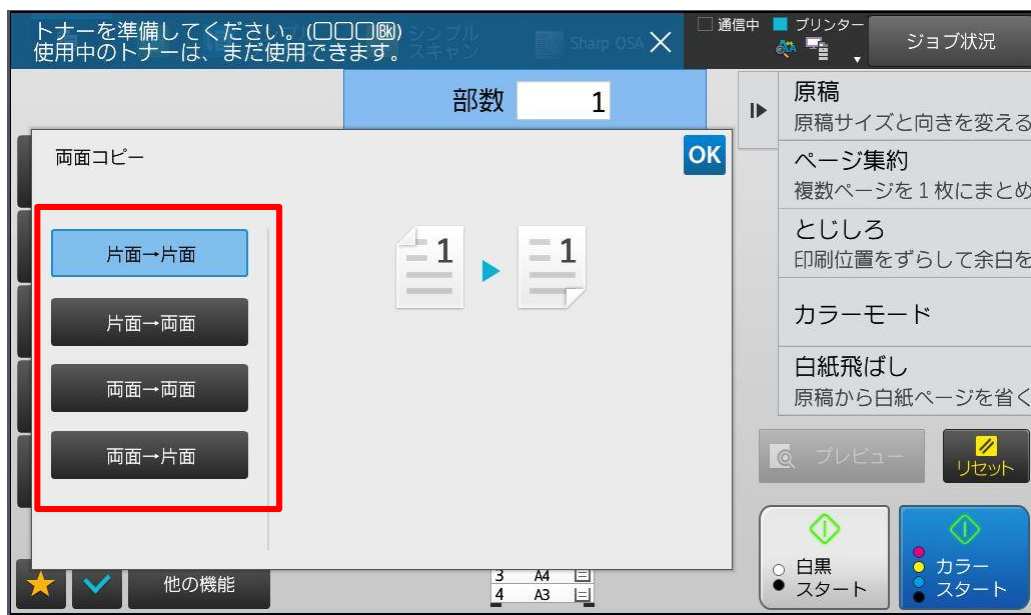 トナーを準備してください。(□□□Bk)
使用中のトナーは、まだ使用できます。
シンプル
スキャン
Sharp OSA
通信中
プリンター
ジョブ状況
部数 1
両面コピー
OK
片面→片面
片面→両面
両面→両面
両面→片面
1
1
原稿
原稿サイズと向きを変える
ページ集約
複数ページを1枚にまとめ
とじしろ
印刷位置をずらして余白を
カラーモード
白紙飛ばし
原稿から白紙ページを省く
プレビュー
リセット
白黒
スタート
カラー
スタート
他の機能
3 A4
4 A3